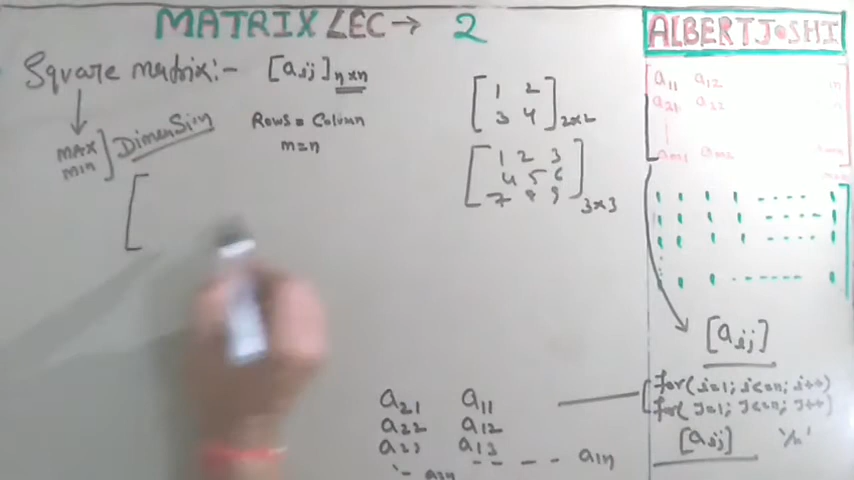 MATRIX LEC → 2
ALBERTJOSHI
Square matrix:- [aij]n×n
MAX
min
Dimension
Rows = Column
m=n
[1 2
3 4]2×2
[1 2 3
4 5 6
7 8 9]3×3
a11 a12
a21 a22
am1 am2
[aij]
for(i=1; i<=n; i++)
for(j=1; j<=n; j++)
[aij] '\n'
a21 a11
a22 a12
a23 a13
a2n - - - - a1n